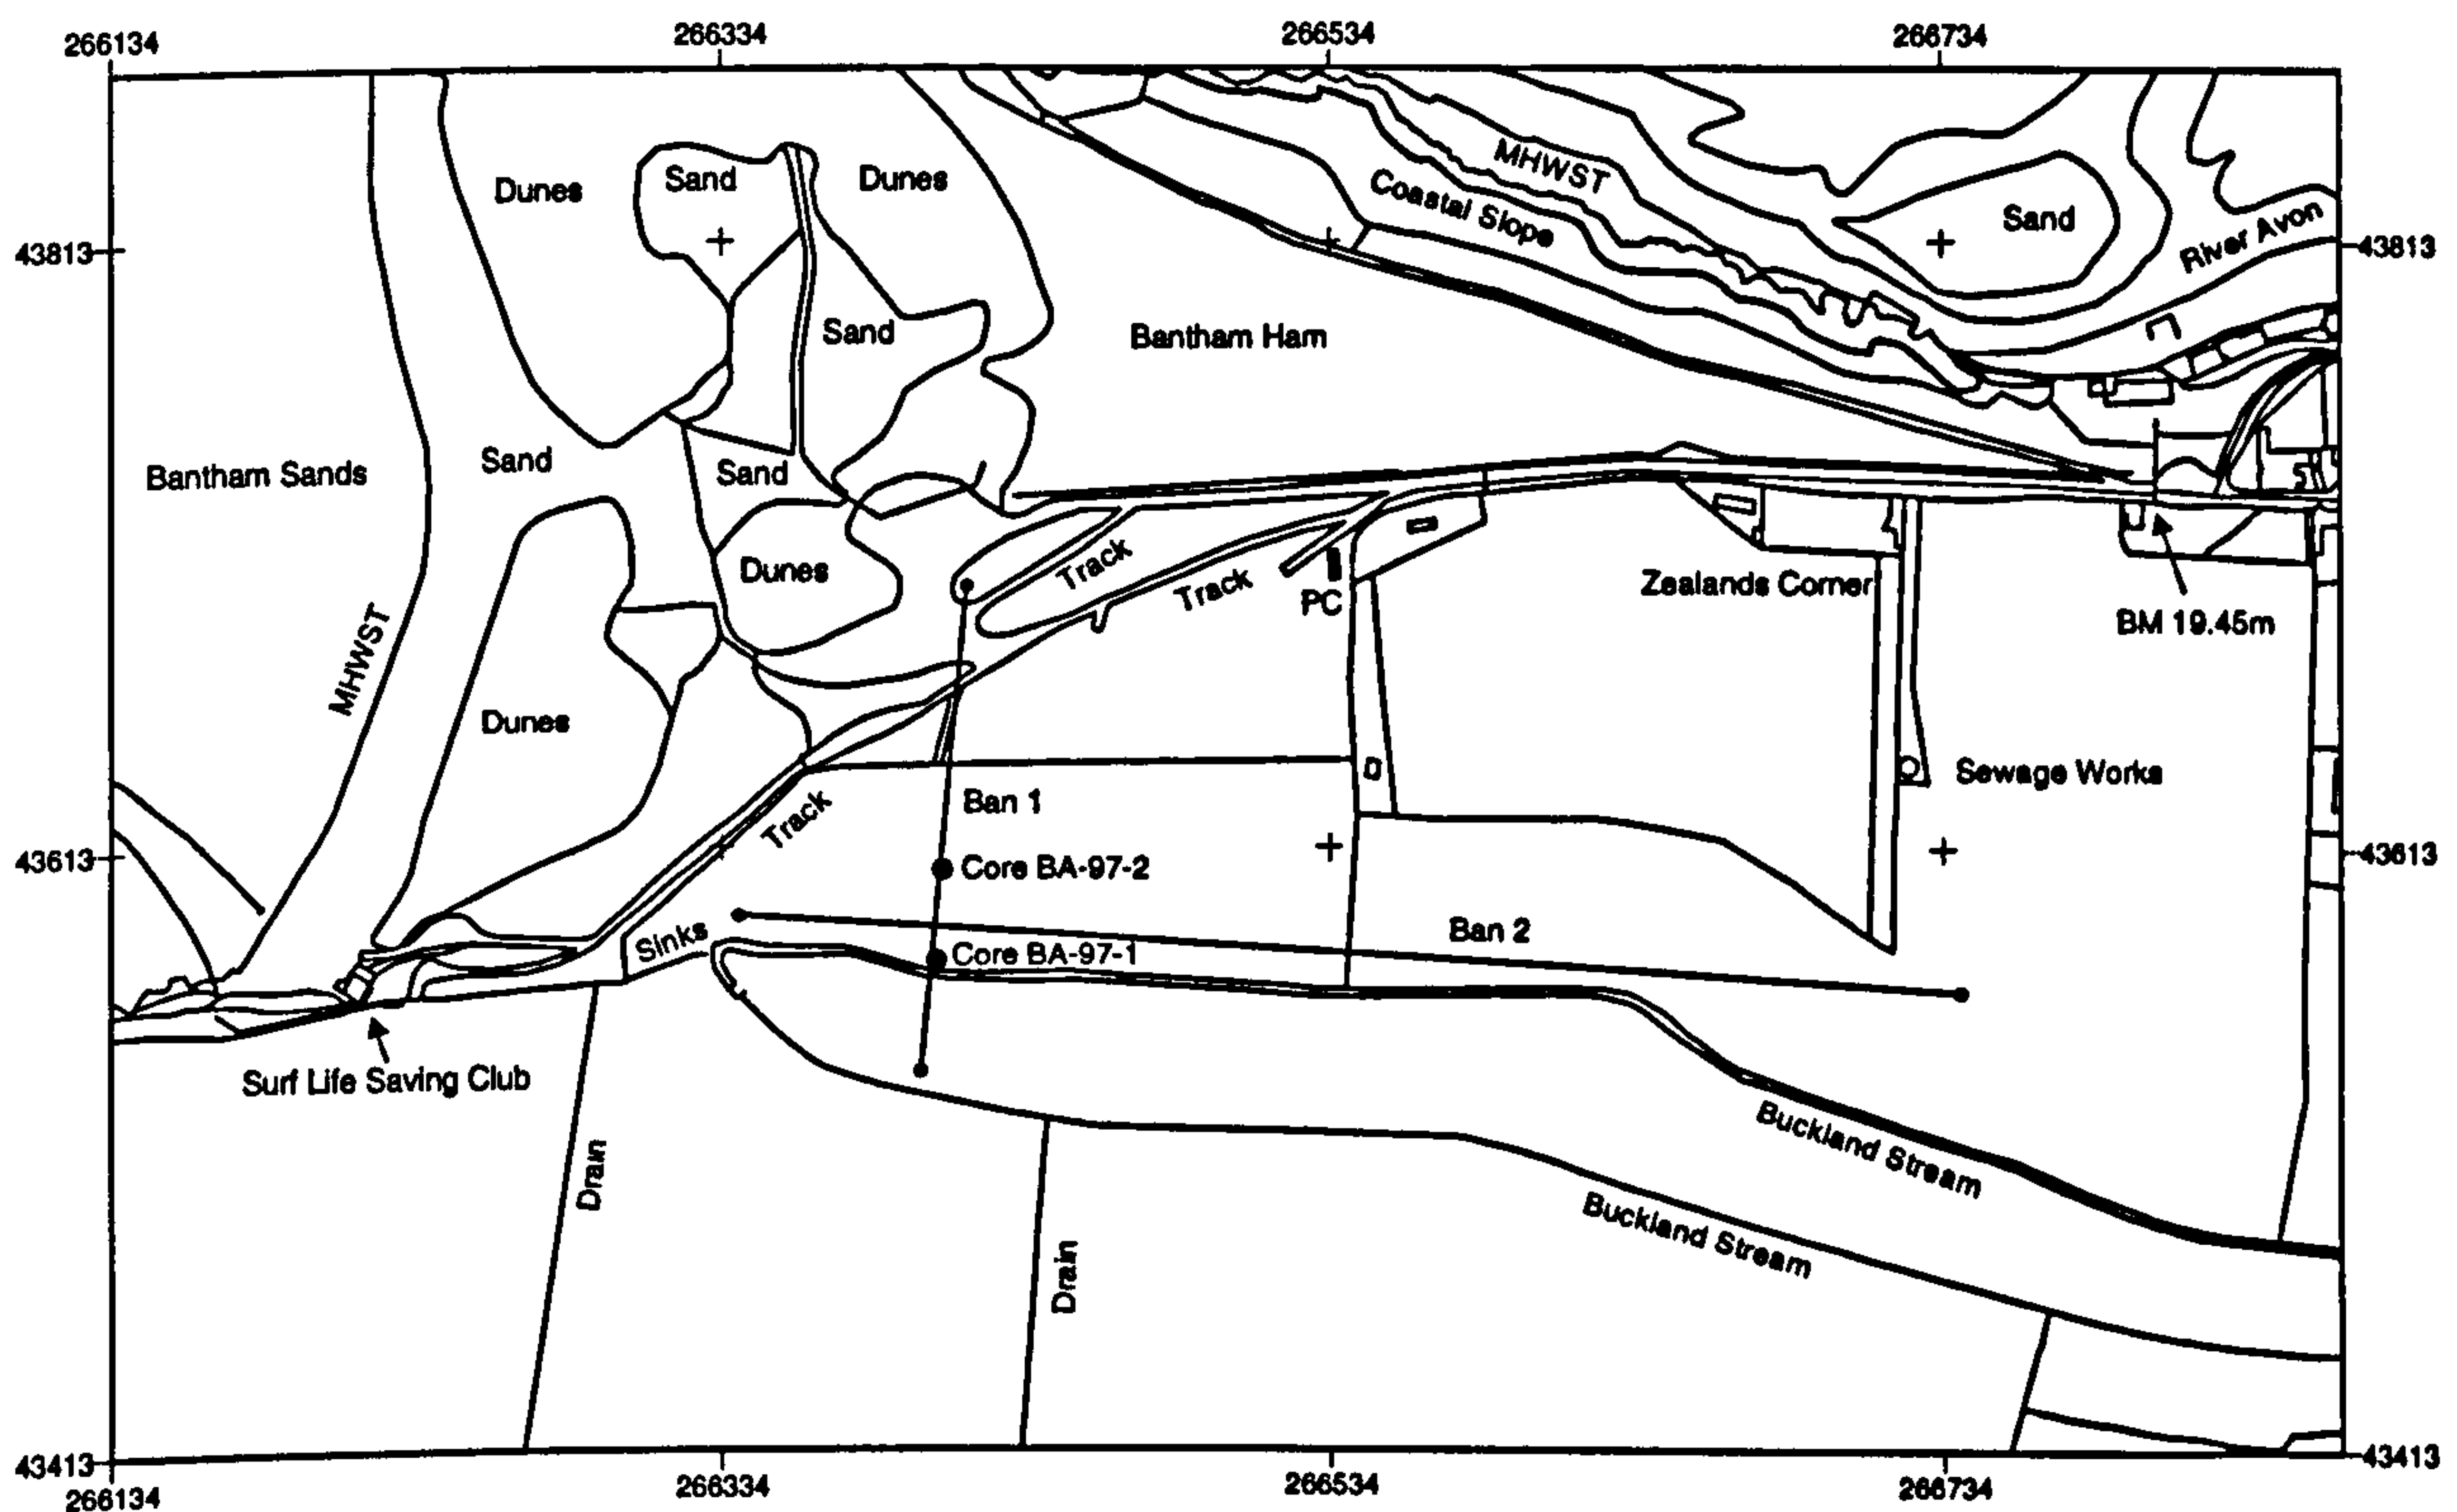 266134
266334
266534
266734
Dunes
Sand
Dunes
MHWST
Coastal Slope
Sand
River Avon
43813
43813
Sand
Bantham Ham
Bantham Sands
Sand
Sand
Dunes
Track
Track
PC
Zealands Corner
BM 19.45m
MHWST
Dunes
Track
Ban 1
Sewage Works
43613
43613
Core BA-97-2
Sinks
Ban 2
Core BA-97-1
Surf Life Saving Club
Buckland Stream
Drain
Buckland Stream
Drain
43413
43413
266134
266334
266534
266734